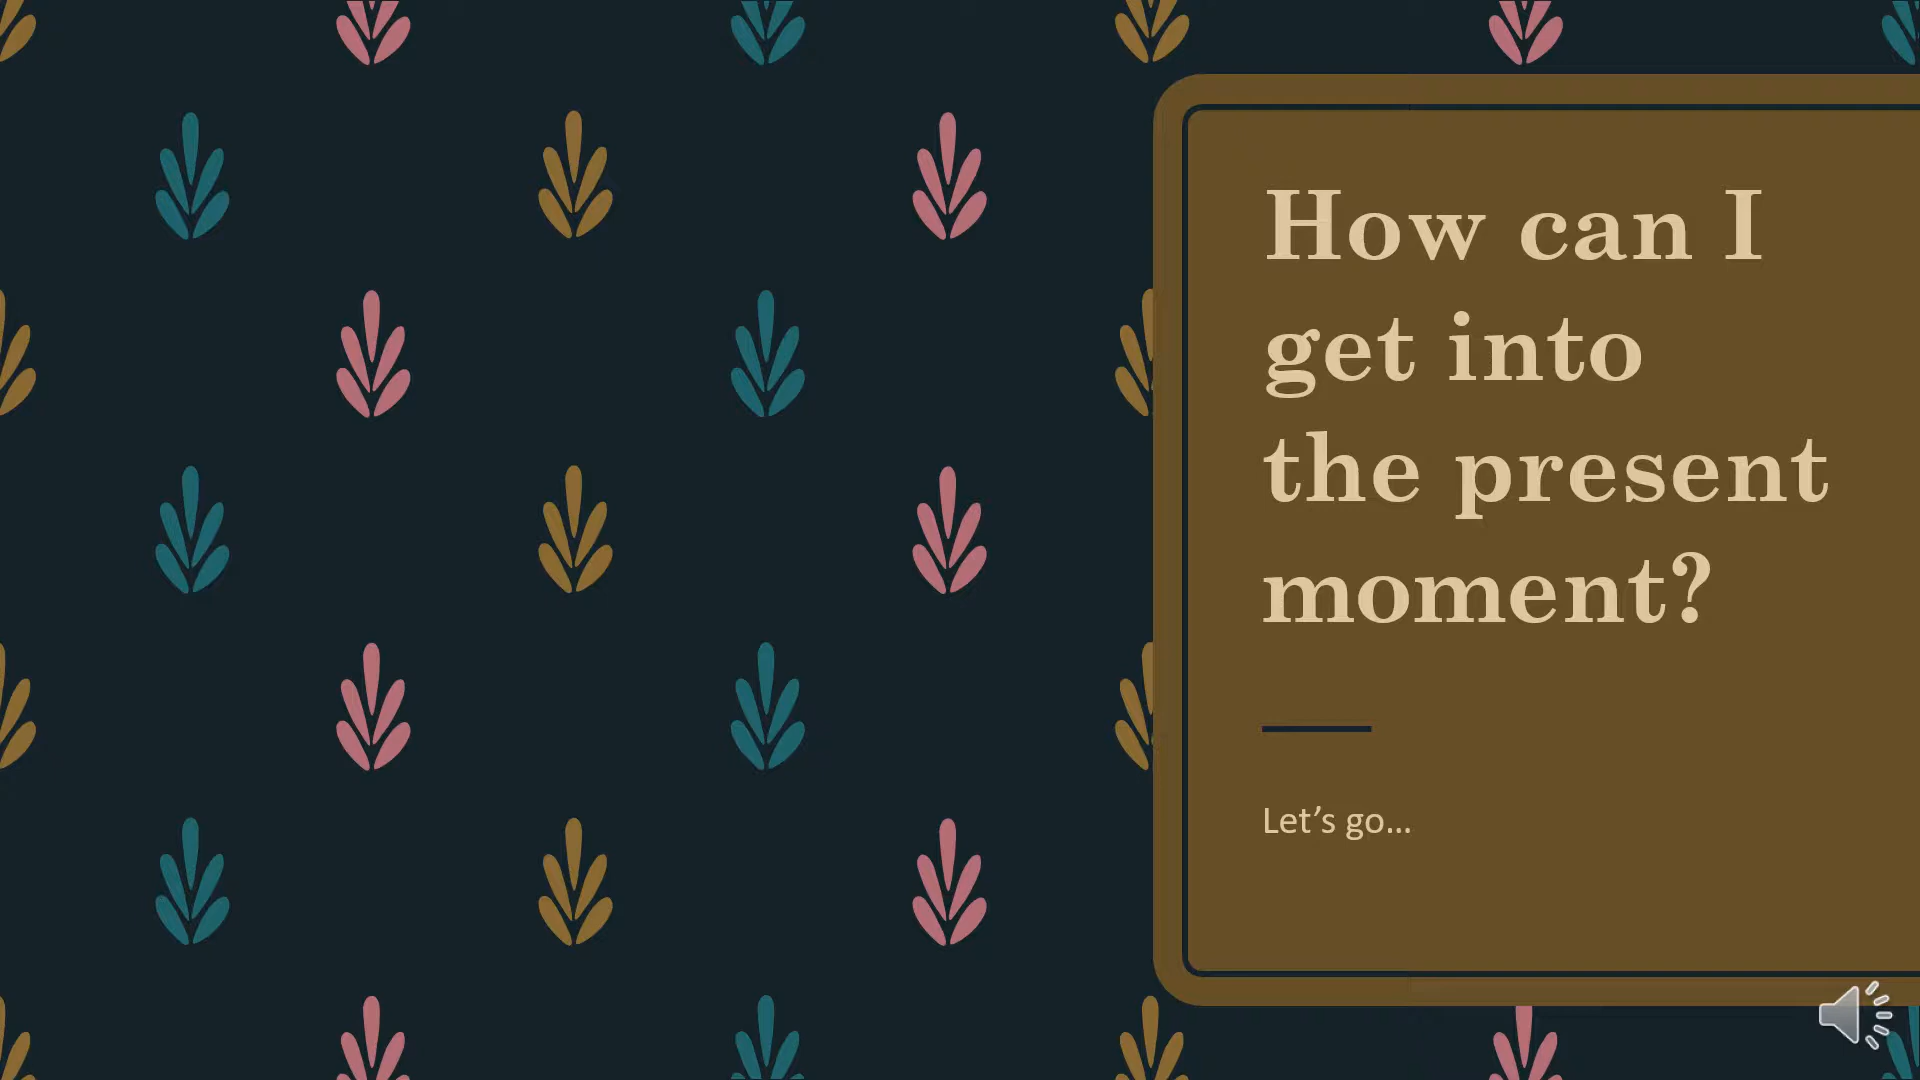 How can I
get into
the present
moment?
Let’s go…